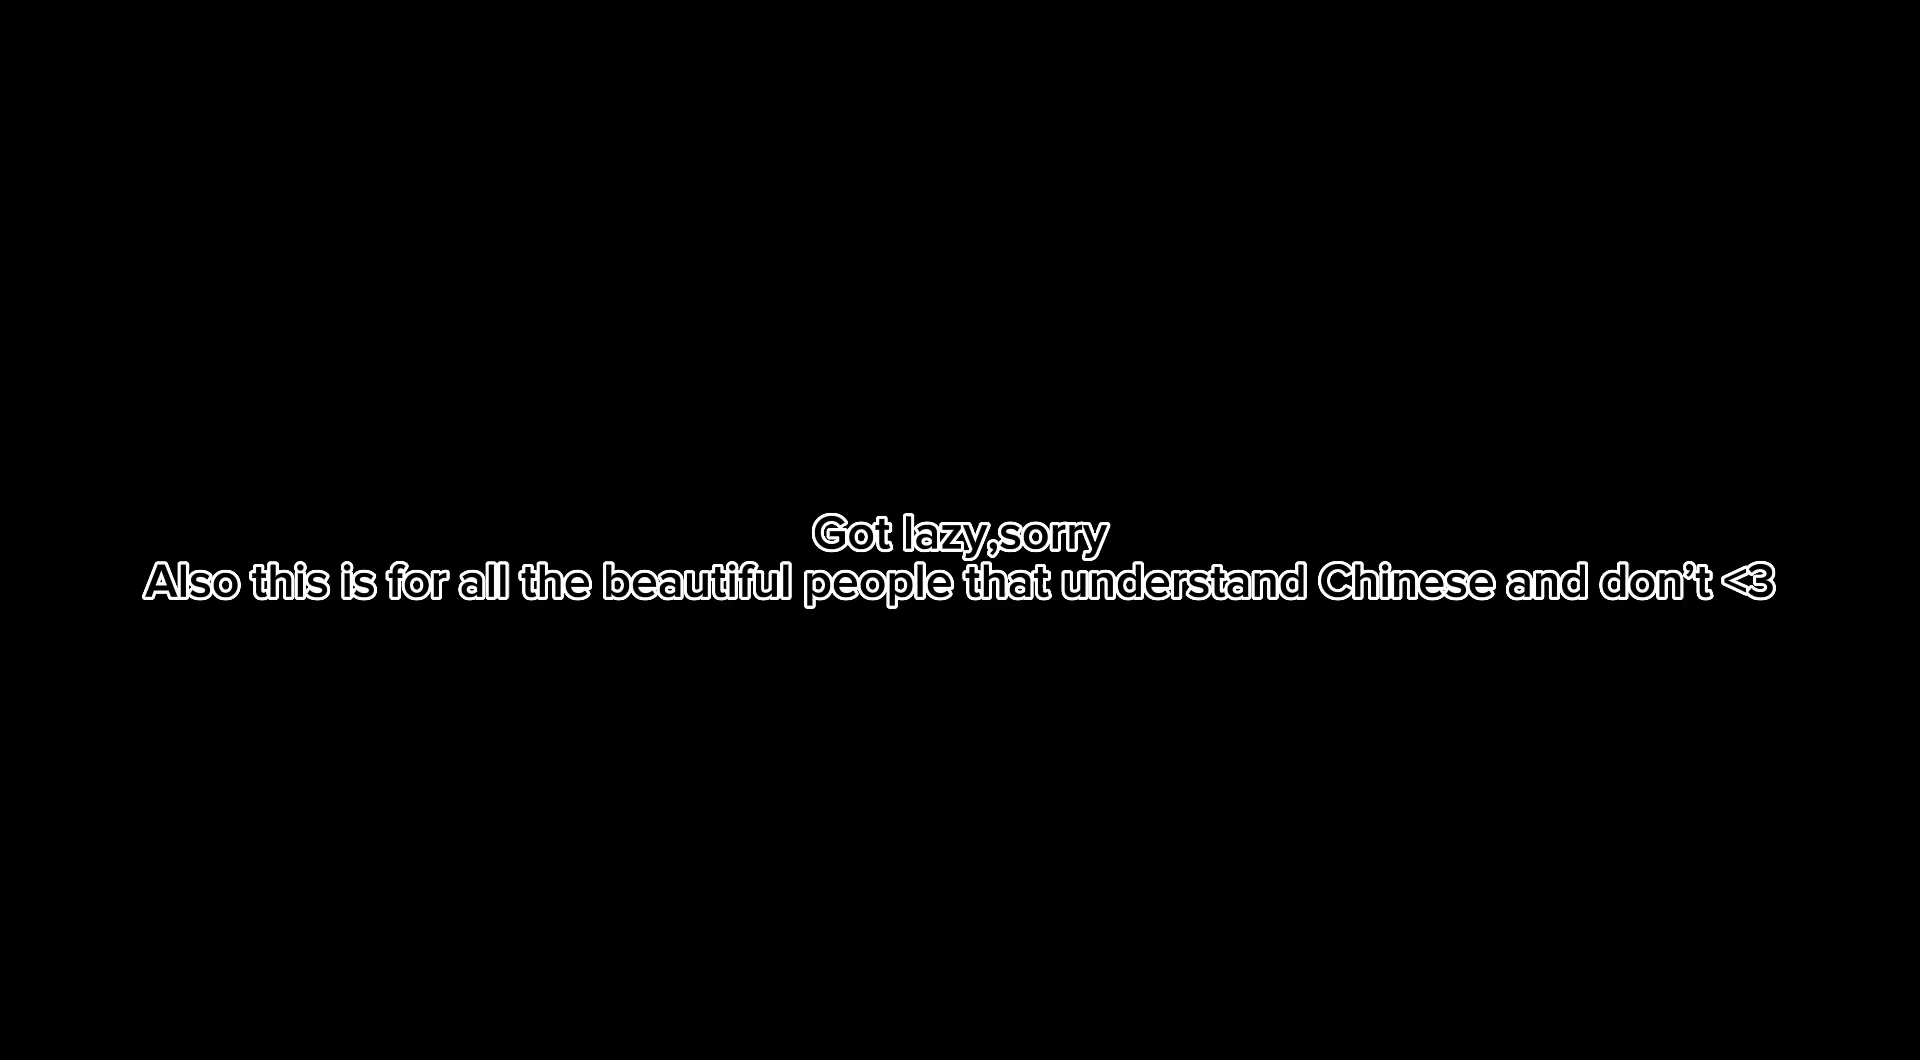 Got lazy,sorry
Also this is for all the beautiful people that understand Chinese and don’t <3